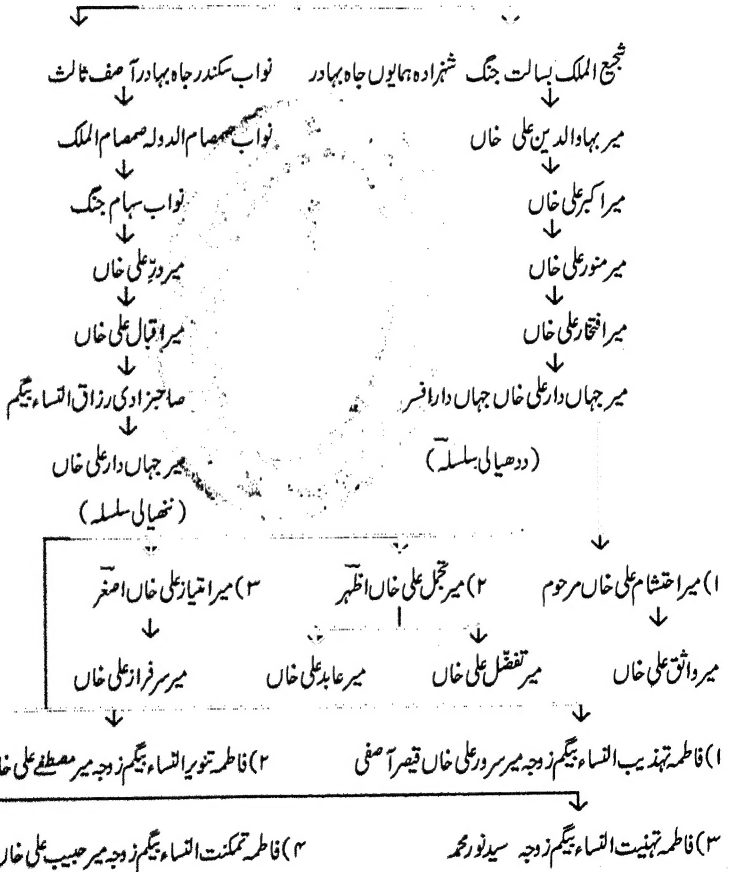 شجیع الملک بسالت جنگ شہزادہ ہمایوں جاہ بہادر
نواب سکندر جاہ بہادر آصف ثالث
میر بہاوالدین علی خاں
نواب صمصام الدولہ صمصام الملک
میر اکبر علی خاں
نواب سہام جنگ
میر منور علی خاں
میر درّ علی خاں
میر افتخار علی خاں
میر اقبال علی خاں
میر جہاں دار علی خاں جہاں دار افسر
صاحبزادی رزاق النساء بیگم
(ددھیالی سلسلہ)
میر جہاں دار علی خاں
(ننھیالی سلسلہ)
۱) میر احتشام علی خاں مرحوم
۲) میر تجمل علی خاں اظہر
۳) میر امتیاز علی خاں اصغر
میر واثق علی خاں
میر تفضّل علی خاں
میر عابد علی خاں
میر سرفراز علی خاں
۱) فاطمہ تہذیب النساء بیگم زوجہ میر سرور علی خاں قیصر آصفی
۲) فاطمہ تنویر النساء بیگم زوجہ میر مصطفےٰ علی خا
۳) فاطمہ تہنیت النساء بیگم زوجہ سید نور محمد
۴) فاطمہ تمکنت النساء بیگم زوجہ میر حبیب علی خاں